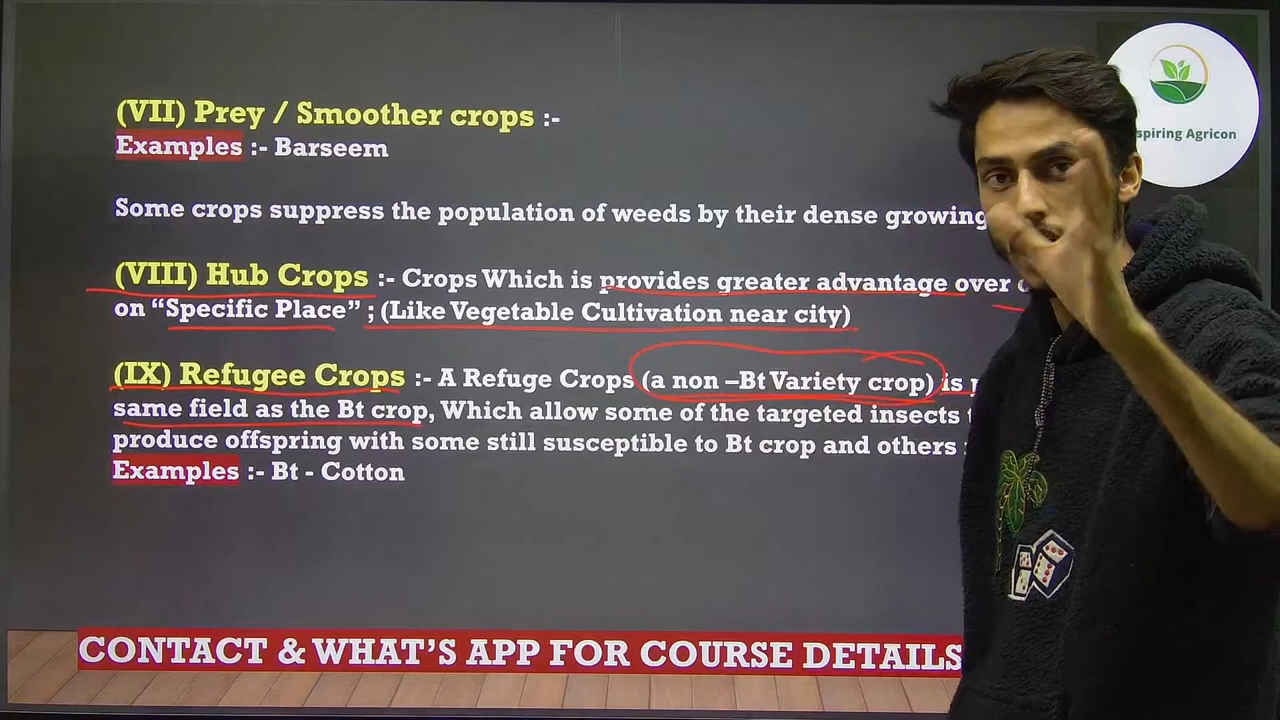 (VII) Prey / Smoother crops :-
Examples :- Barseem
Some crops suppress the population of weeds by their dense growing
(VIII) Hub Crops :- Crops Which is provides greater advantage over
on “Specific Place” ; (Like Vegetable Cultivation near city)
(IX) Refugee Crops :- A Refuge Crops (a non –Bt Variety crop) is
same field as the Bt crop, Which allow some of the targeted insects
produce offspring with some still susceptible to Bt crop and others
Examples :- Bt - Cotton
CONTACT & WHAT’S APP FOR COURSE DETAILS
Agricon